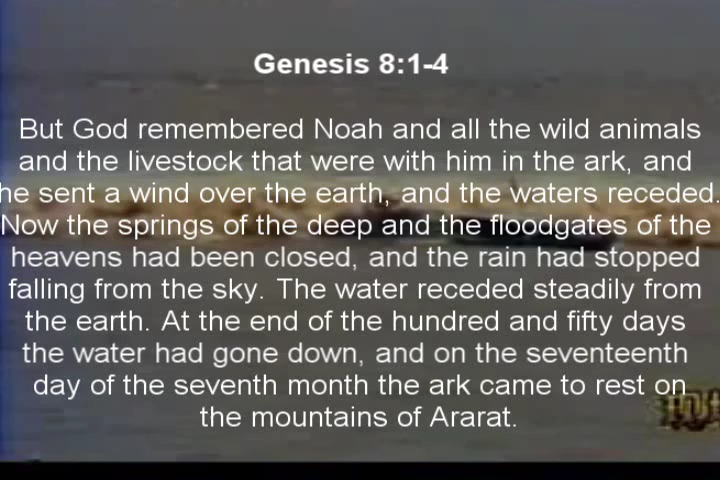 Genesis 8:1-4
But God remembered Noah and all the wild animals
and the livestock that were with him in the ark, and
he sent a wind over the earth, and the waters receded.
Now the springs of the deep and the floodgates of the
heavens had been closed, and the rain had stopped
falling from the sky. The water receded steadily from
the earth. At the end of the hundred and fifty days
the water had gone down, and on the seventeenth
day of the seventh month the ark came to rest on
the mountains of Ararat.